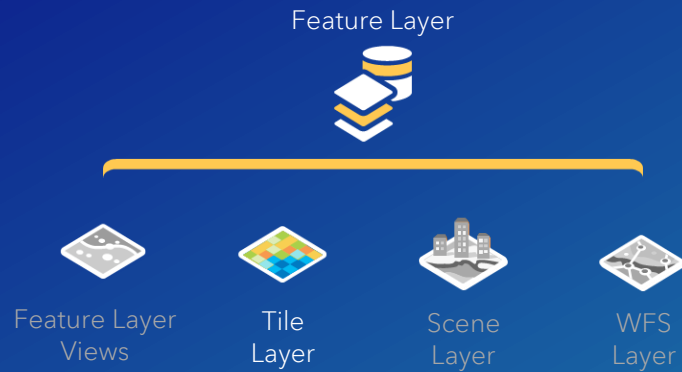 Feature Layer
Feature Layer
Views
Tile
Layer
Scene
Layer
WFS
Layer